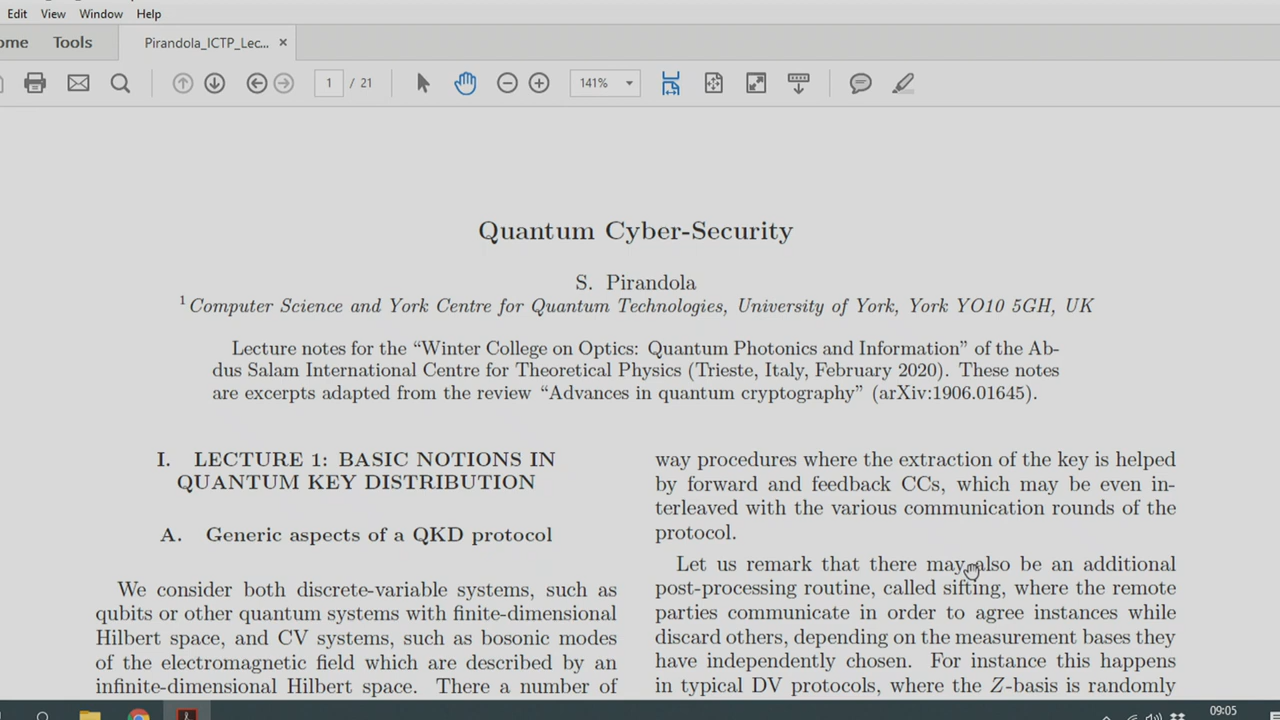 Edit View Window Help
ome Tools Pirandola_ICTP_Lec... ×
1 / 21 141%
Quantum Cyber-Security
S. Pirandola
1 Computer Science and York Centre for Quantum Technologies, University of York, York YO10 5GH, UK
Lecture notes for the “Winter College on Optics: Quantum Photonics and Information” of the Ab-
dus Salam International Centre for Theoretical Physics (Trieste, Italy, February 2020). These notes
are excerpts adapted from the review “Advances in quantum cryptography” (arXiv:1906.01645).
I. LECTURE 1: BASIC NOTIONS IN
QUANTUM KEY DISTRIBUTION
A. Generic aspects of a QKD protocol
We consider both discrete-variable systems, such as
qubits or other quantum systems with finite-dimensional
Hilbert space, and CV systems, such as bosonic modes
of the electromagnetic field which are described by an
infinite-dimensional Hilbert space. There a number of
way procedures where the extraction of the key is helped
by forward and feedback CCs, which may be even in-
terleaved with the various communication rounds of the
protocol.
Let us remark that there may also be an additional
post-processing routine, called sifting, where the remote
parties communicate in order to agree instances while
discard others, depending on the measurement bases they
have independently chosen. For instance this happens
in typical DV protocols, where the Z-basis is randomly
09:05